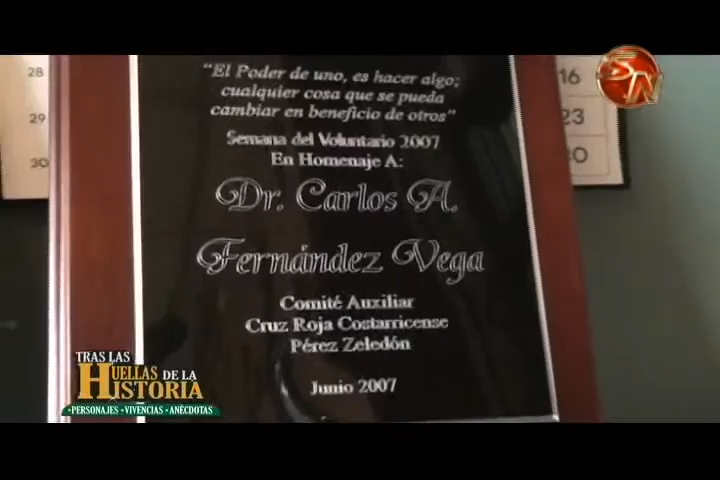 "El Poder de uno, es hacer algo;
cualquier cosa que se pueda
cambiar en beneficio de otros"
Semana del Voluntario 2007
En Homenaje A:
Dr. Carlos A.
Fernández Vega
Comité Auxiliar
Cruz Roja Costarricense
Pérez Zeledón
Junio 2007
28
29
30
16
23
30
STN
TRAS LAS
HUELLAS DE LA
HISTORIA
•PERSONAJES •VIVENCIAS •ANÉCDOTAS